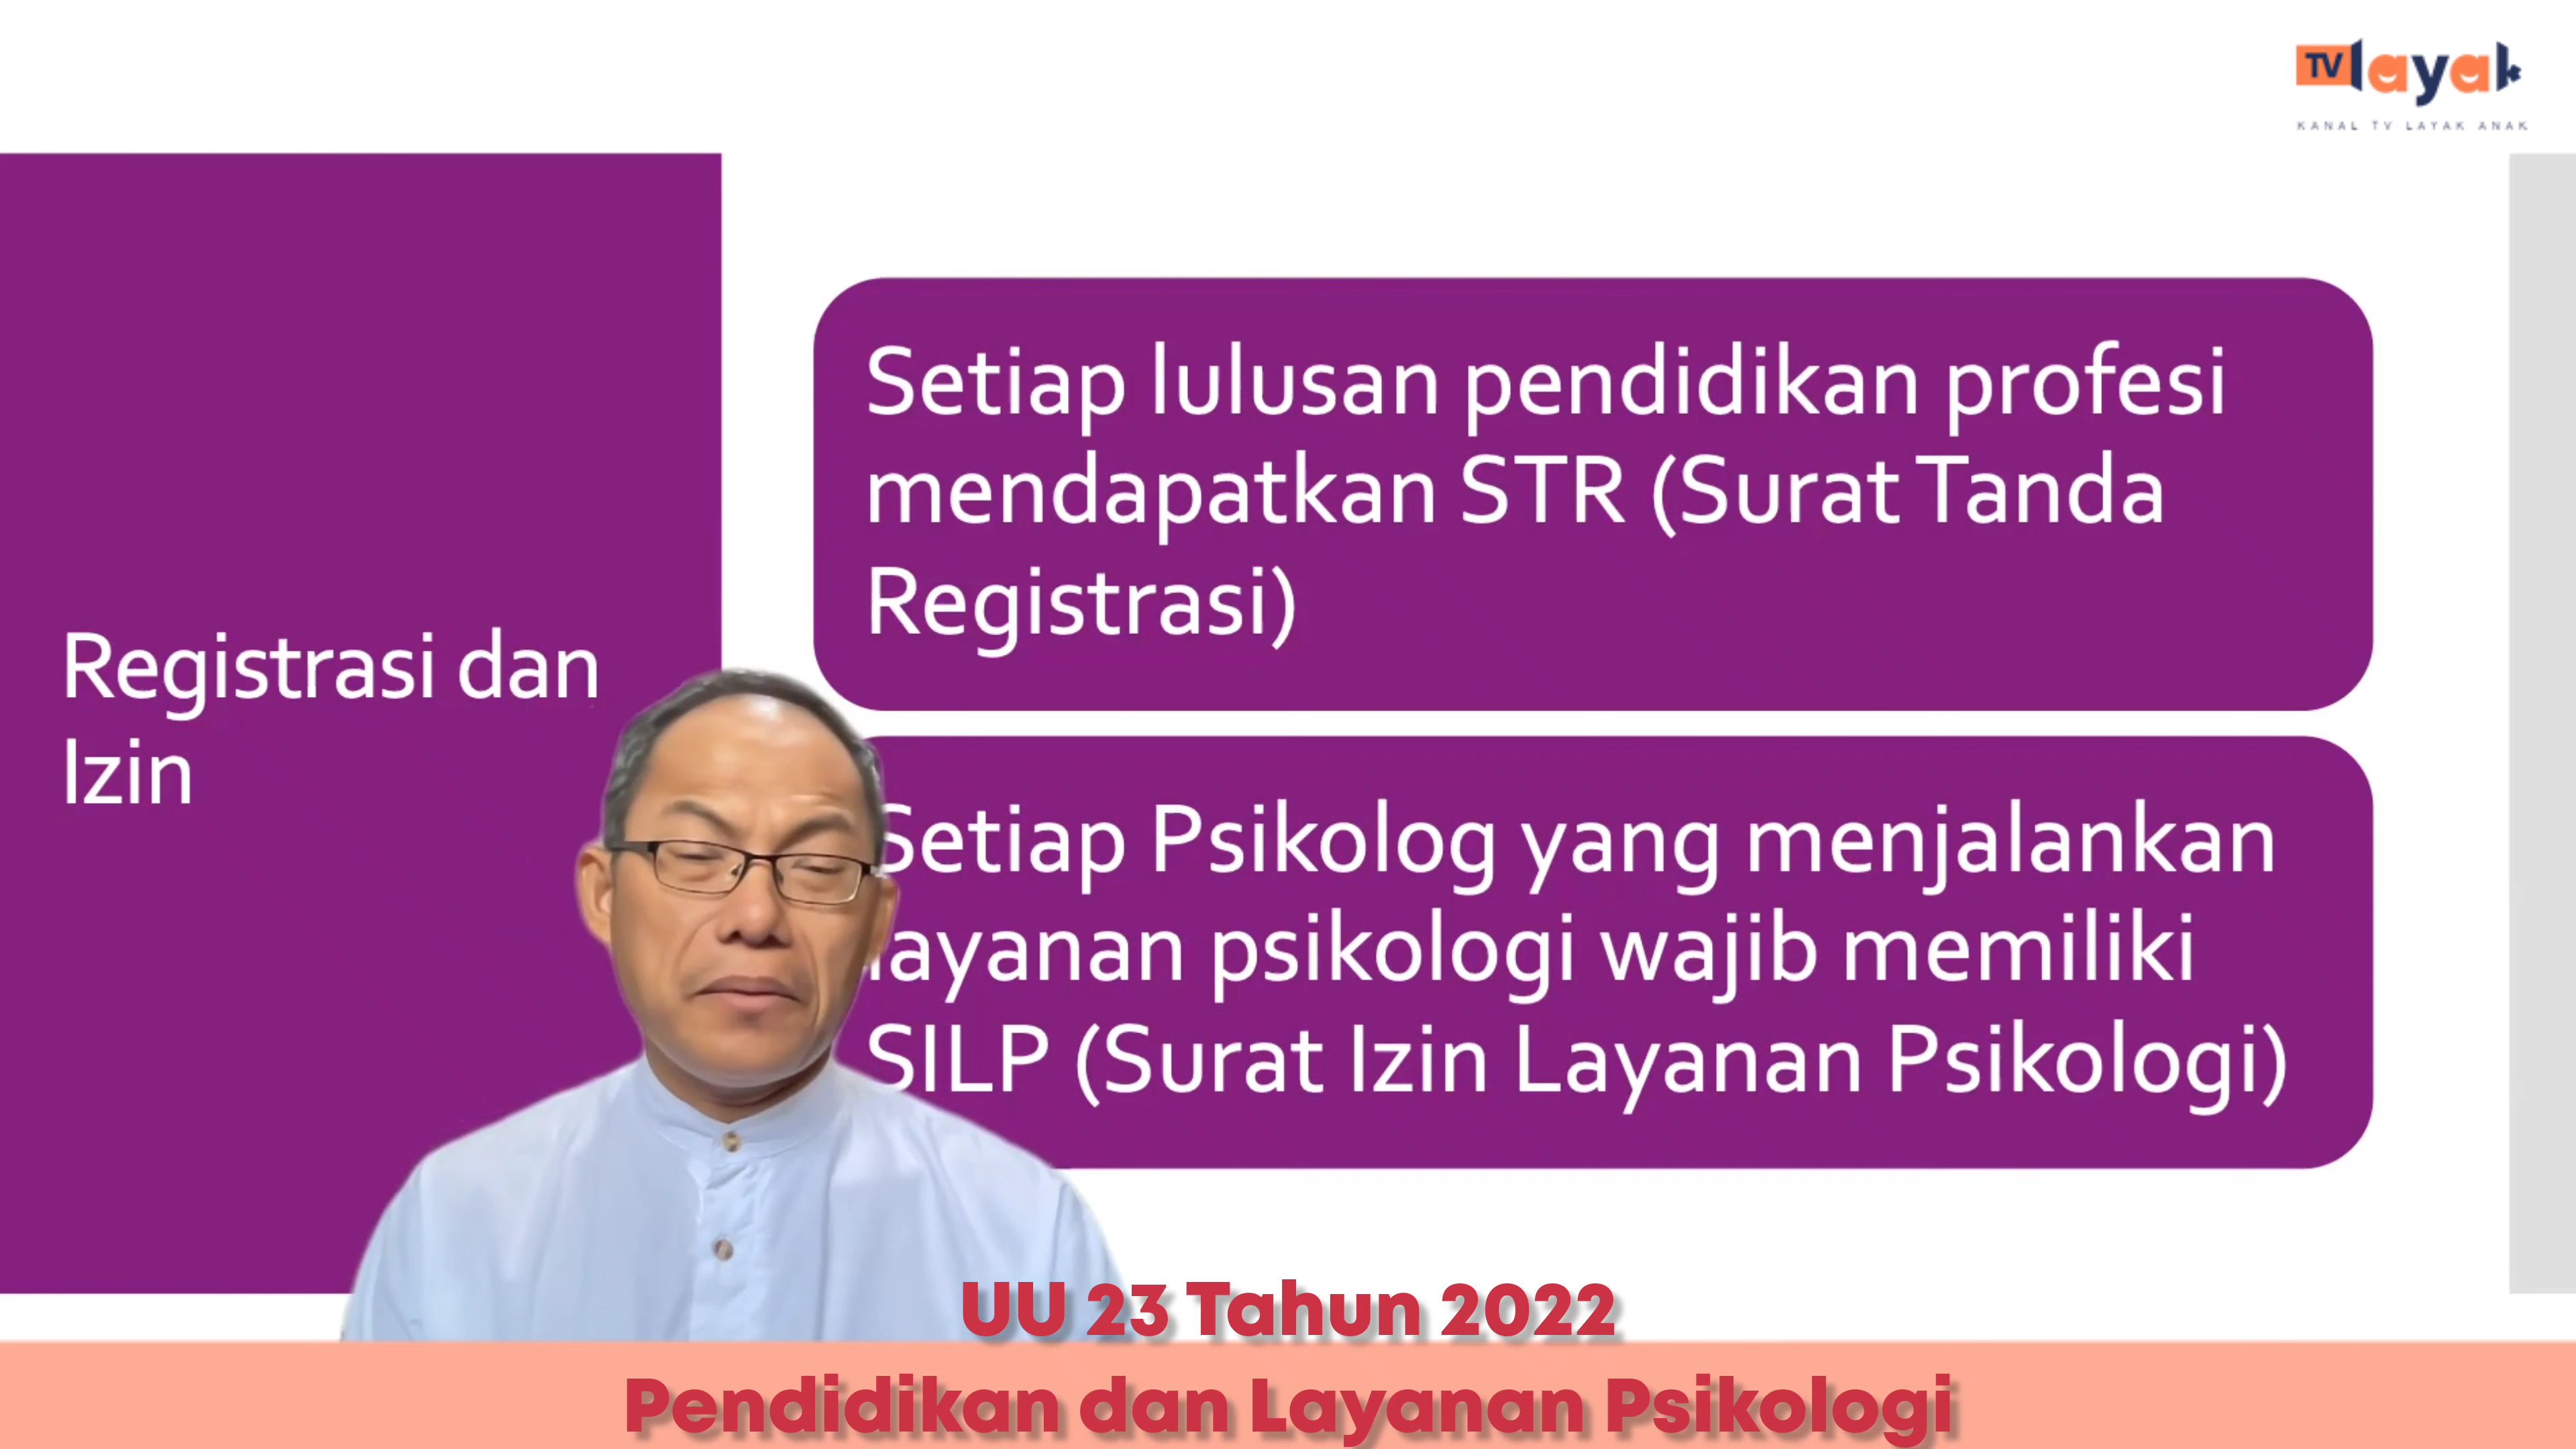 TV layak
KANAL TV LAYAK ANAK
Registrasi dan
Izin
Setiap lulusan pendidikan profesi
mendapatkan STR (Surat Tanda
Registrasi)
Setiap Psikolog yang menjalankan
layanan psikologi wajib memiliki
SILP (Surat Izin Layanan Psikologi)
UU 23 Tahun 2022
Pendidikan dan Layanan Psikologi